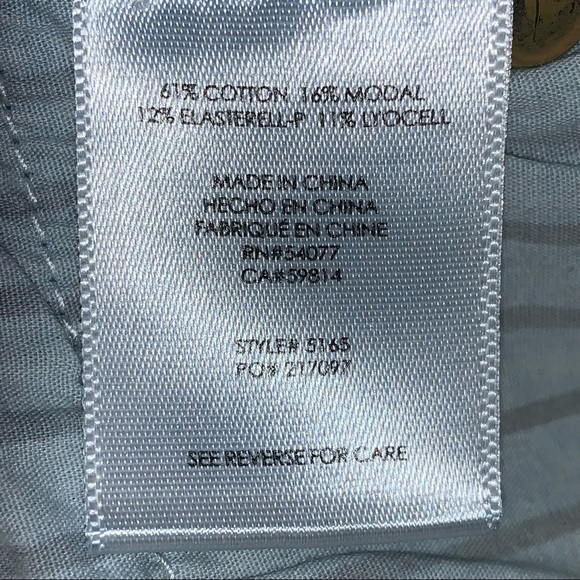 61% COTTON 16% MODAL
12% ELASTERELL-P 11% LYOCELL
MADE IN CHINA
HECHO EN CHINA
FABRIQUÉ EN CHINE
RN#54077
CA#59814
STYLE# 5165
PO# 217097
SEE REVERSE FOR CARE